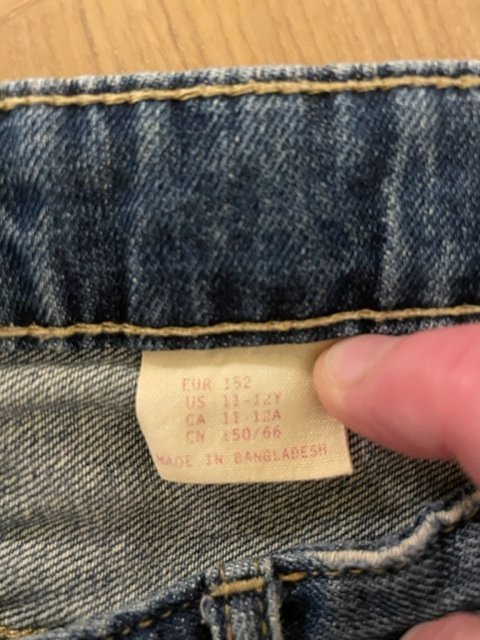 EUR 152
US 11-12Y
CA 11-12A
CN 150/66
MADE IN BANGLADESH